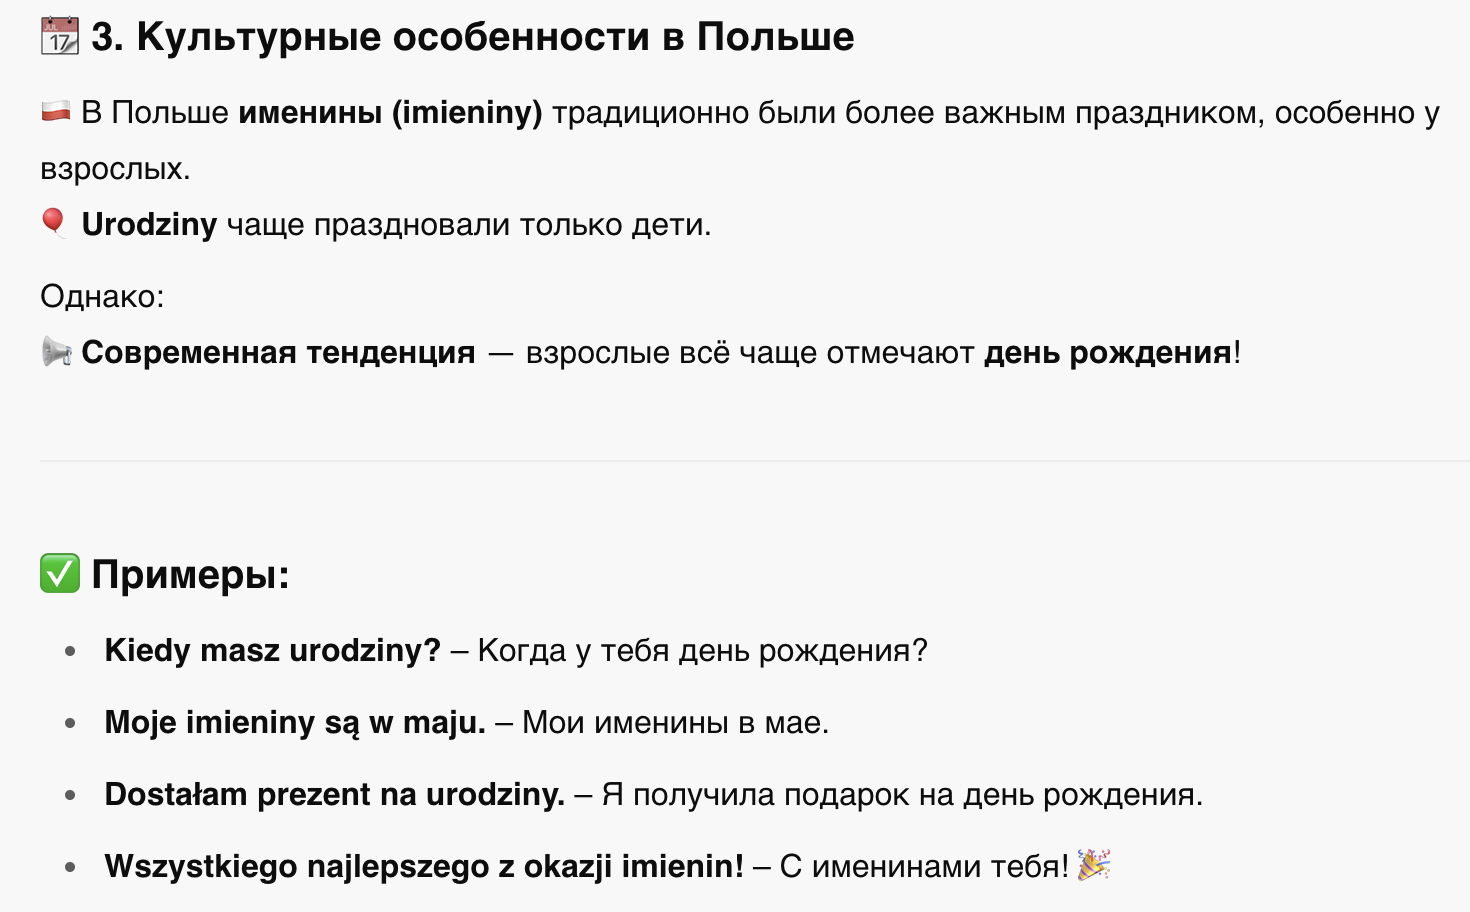 📅 3. Культурные особенности в Польше
🇵🇱 В Польше именины (imieniny) традиционно были более важным праздником, особенно у
взрослых.
🎈 Urodziny чаще праздновали только дети.
Однако:
📢 Современная тенденция — взрослые всё чаще отмечают день рождения!
✅ Примеры:
• Kiedy masz urodziny? – Когда у тебя день рождения?
• Moje imieniny są w maju. – Мои именины в мае.
• Dostałam prezent na urodziny. – Я получила подарок на день рождения.
• Wszystkiego najlepszego z okazji imienin! – С именинами тебя! 🎉